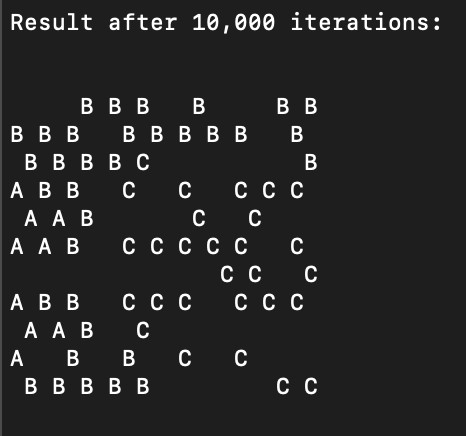 Result after 10,000 iterations:
     B B B   B     B B
B B B   B B B B B   B
 B B B B C           B
A B B   C   C   C C C
 A A B       C   C
A A B   C C C C C   C
               C C   C
A B B   C C C   C C C
 A A B   C
A   B   B   C   C
 B B B B B         C C